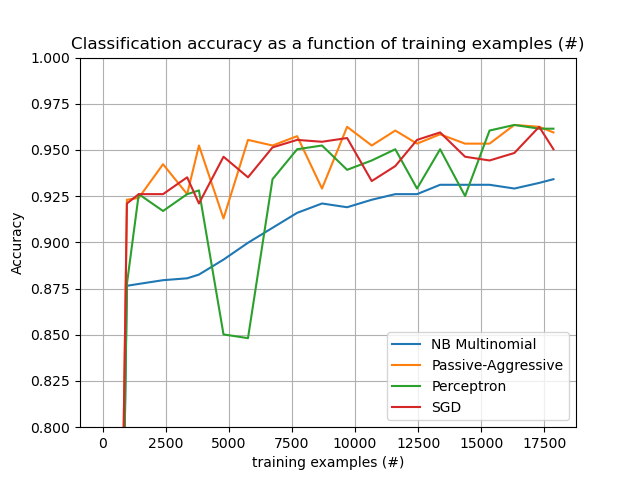 Classification accuracy as a function of training examples (#)
1.000
0.975
0.950
0.925
0.900
0.875
0.850
0.825
0.800
Accuracy
NB Multinomial
Passive-Aggressive
Perceptron
SGD
0 2500 5000 7500 10000 12500 15000 17500
training examples (#)